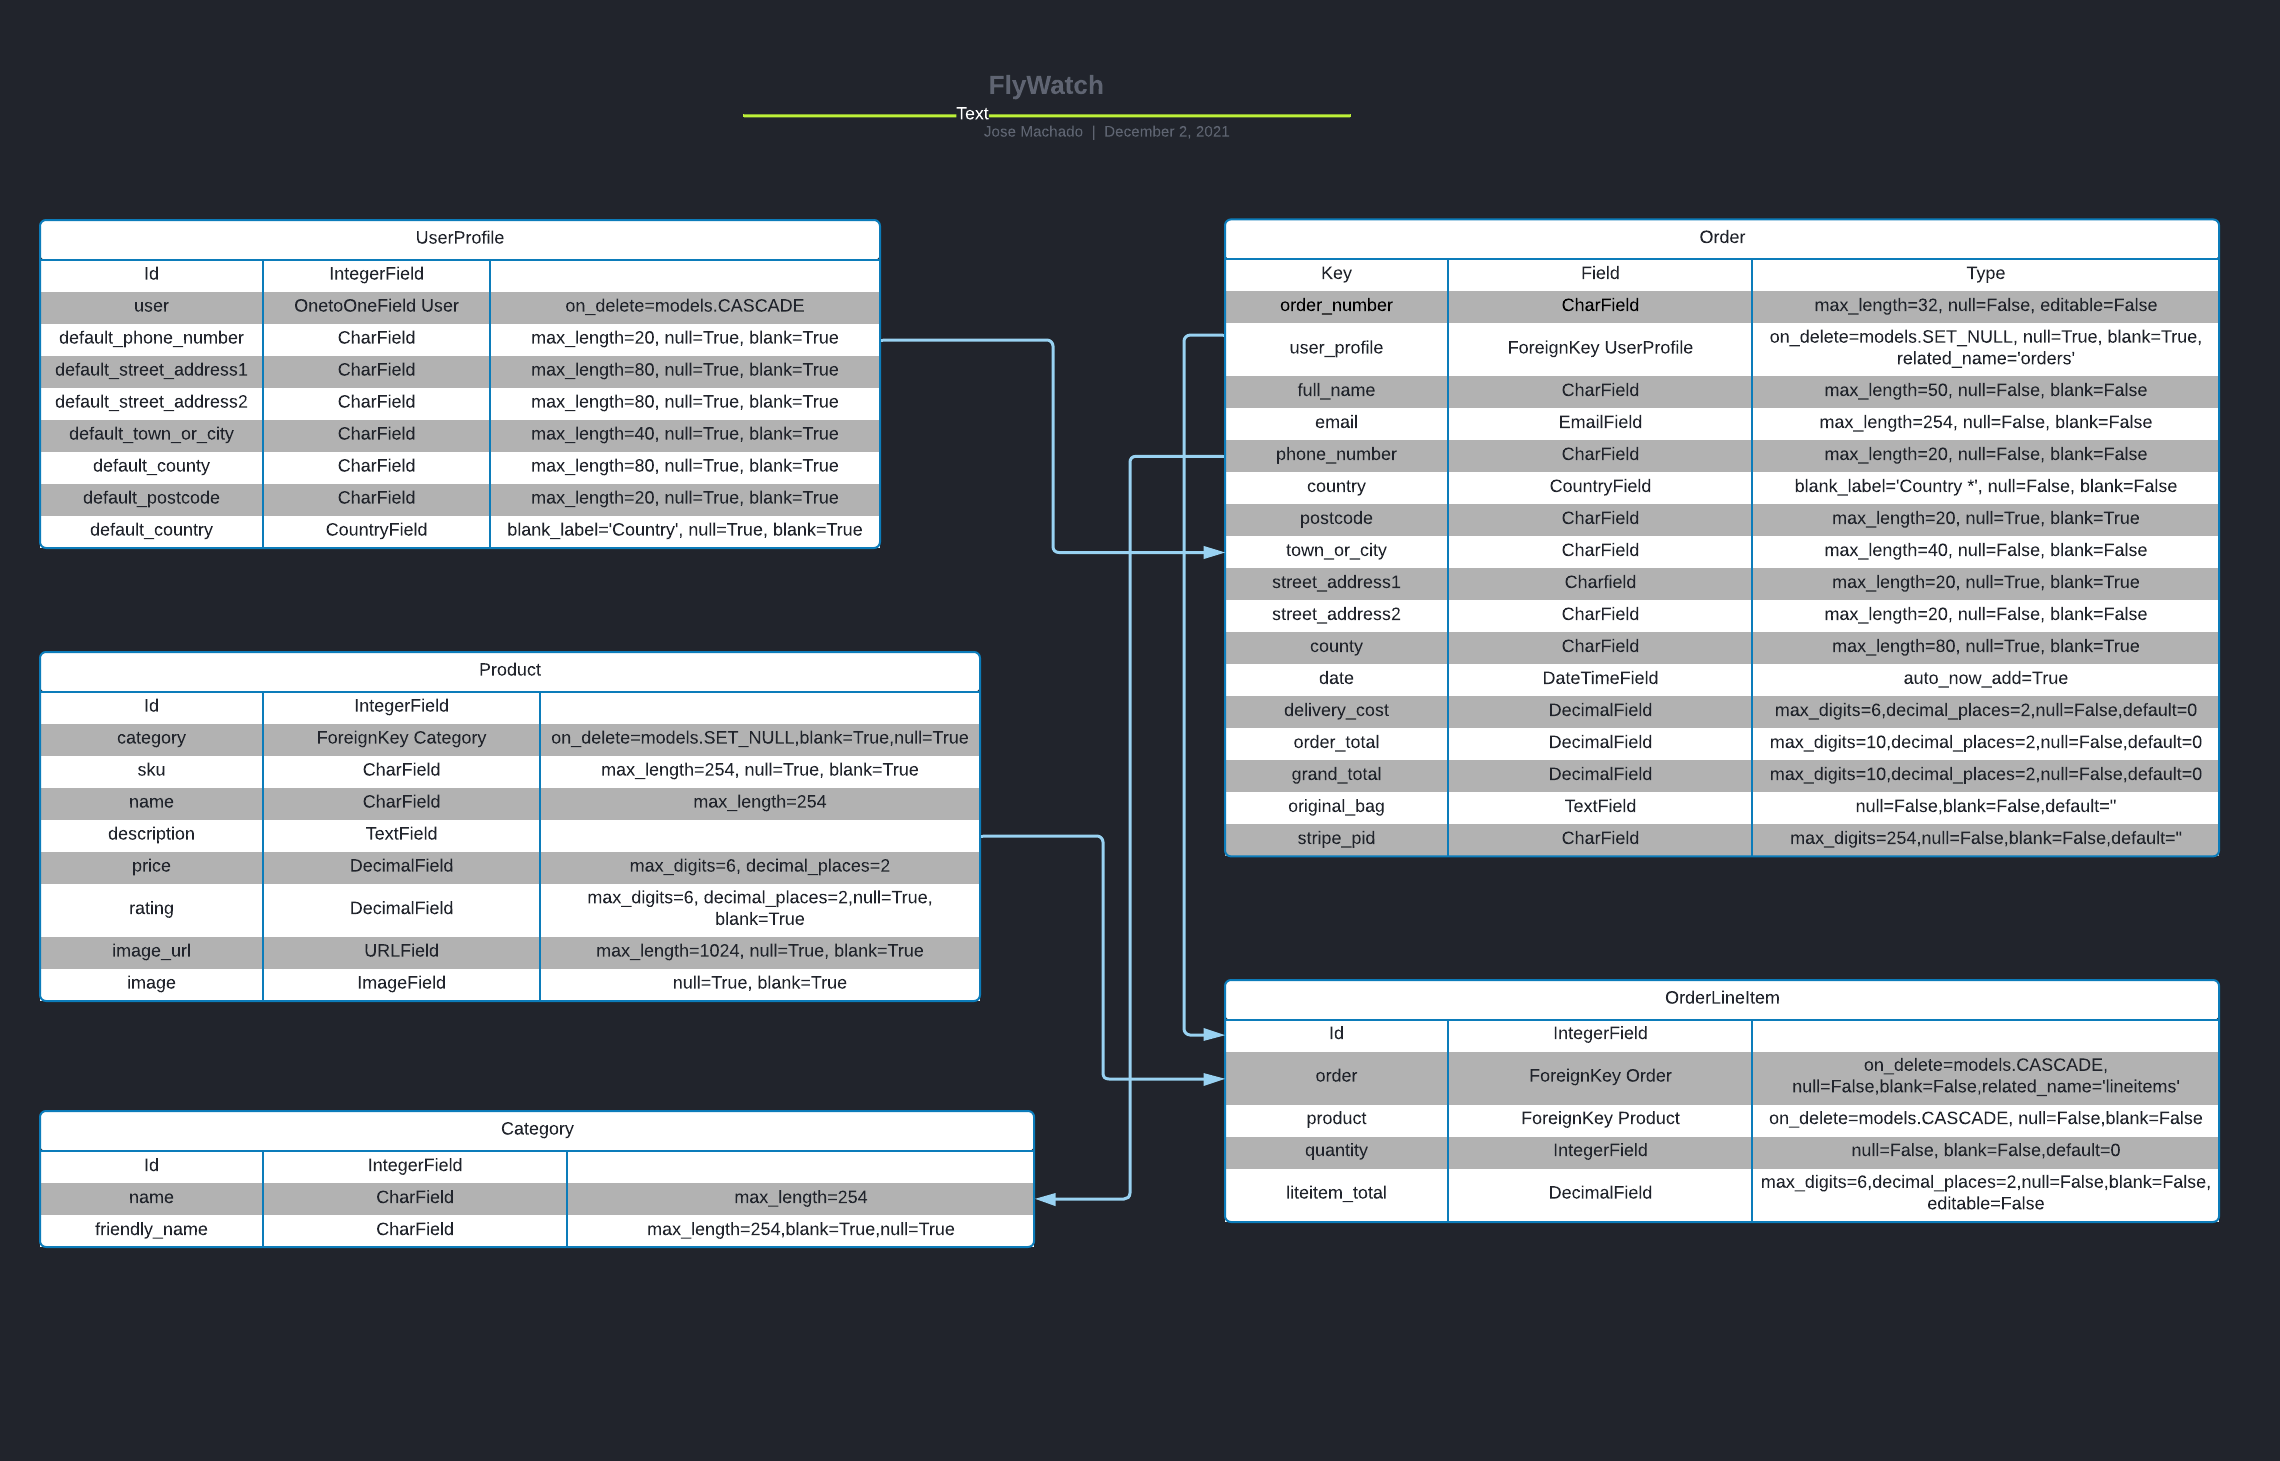 FlyWatch
Text
Jose Machado | December 2, 2021
UserProfile
Id IntegerField
user OnetoOneField User on_delete=models.CASCADE
default_phone_number CharField max_length=20, null=True, blank=True
default_street_address1 CharField max_length=80, null=True, blank=True
default_street_address2 CharField max_length=80, null=True, blank=True
default_town_or_city CharField max_length=40, null=True, blank=True
default_county CharField max_length=80, null=True, blank=True
default_postcode CharField max_length=20, null=True, blank=True
default_country CountryField blank_label='Country', null=True, blank=True
Product
Id IntegerField
category ForeignKey Category on_delete=models.SET_NULL,blank=True,null=True
sku CharField max_length=254, null=True, blank=True
name CharField max_length=254
description TextField
price DecimalField max_digits=6, decimal_places=2
rating DecimalField max_digits=6, decimal_places=2,null=True,
blank=True
image_url URLField max_length=1024, null=True, blank=True
image ImageField null=True, blank=True
Category
Id IntegerField
name CharField max_length=254
friendly_name CharField max_length=254,blank=True,null=True
Order
Key Field Type
order_number CharField max_length=32, null=False, editable=False
user_profile ForeignKey UserProfile on_delete=models.SET_NULL, null=True, blank=True,
related_name='orders'
full_name CharField max_length=50, null=False, blank=False
email EmailField max_length=254, null=False, blank=False
phone_number CharField max_length=20, null=False, blank=False
country CountryField blank_label='Country *', null=False, blank=False
postcode CharField max_length=20, null=True, blank=True
town_or_city CharField max_length=40, null=False, blank=False
street_address1 Charfield max_length=20, null=True, blank=True
street_address2 CharField max_length=20, null=False, blank=False
county CharField max_length=80, null=True, blank=True
date DateTimeField auto_now_add=True
delivery_cost DecimalField max_digits=6,decimal_places=2,null=False,default=0
order_total DecimalField max_digits=10,decimal_places=2,null=False,default=0
grand_total DecimalField max_digits=10,decimal_places=2,null=False,default=0
original_bag TextField null=False,blank=False,default=''
stripe_pid CharField max_digits=254,null=False,blank=False,default=''
OrderLineItem
Id IntegerField
order ForeignKey Order on_delete=models.CASCADE,
null=False,blank=False,related_name='lineitems'
product ForeignKey Product on_delete=models.CASCADE, null=False,blank=False
quantity IntegerField null=False, blank=False,default=0
liteitem_total DecimalField max_digits=6,decimal_places=2,null=False,blank=False,
editable=False